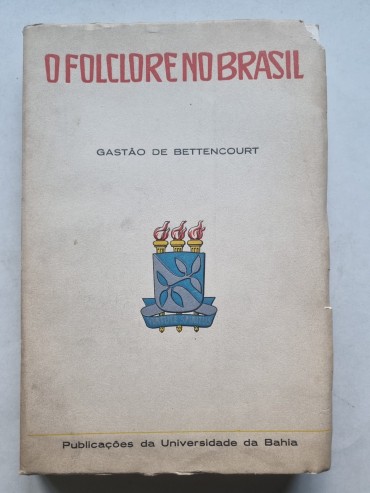 O FOLCLORE NO BRASIL
GASTÃO DE BETTENCOURT
Publicações da Universidade da Bahia